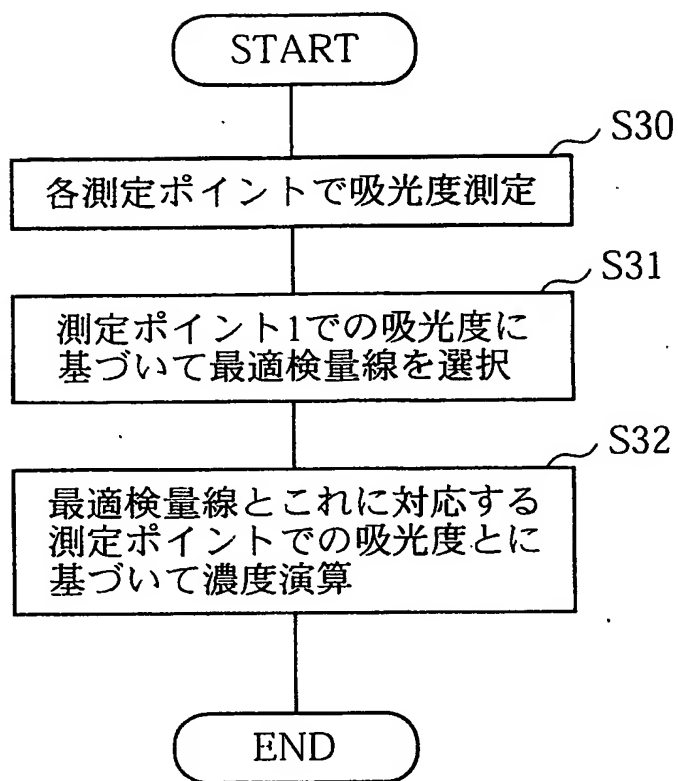 START
S30
各測定ポイントで吸光度測定
S31
測定ポイント1での吸光度に
基づいて最適検量線を選択
S32
最適検量線とこれに対応する
測定ポイントでの吸光度とに
基づいて濃度演算
END